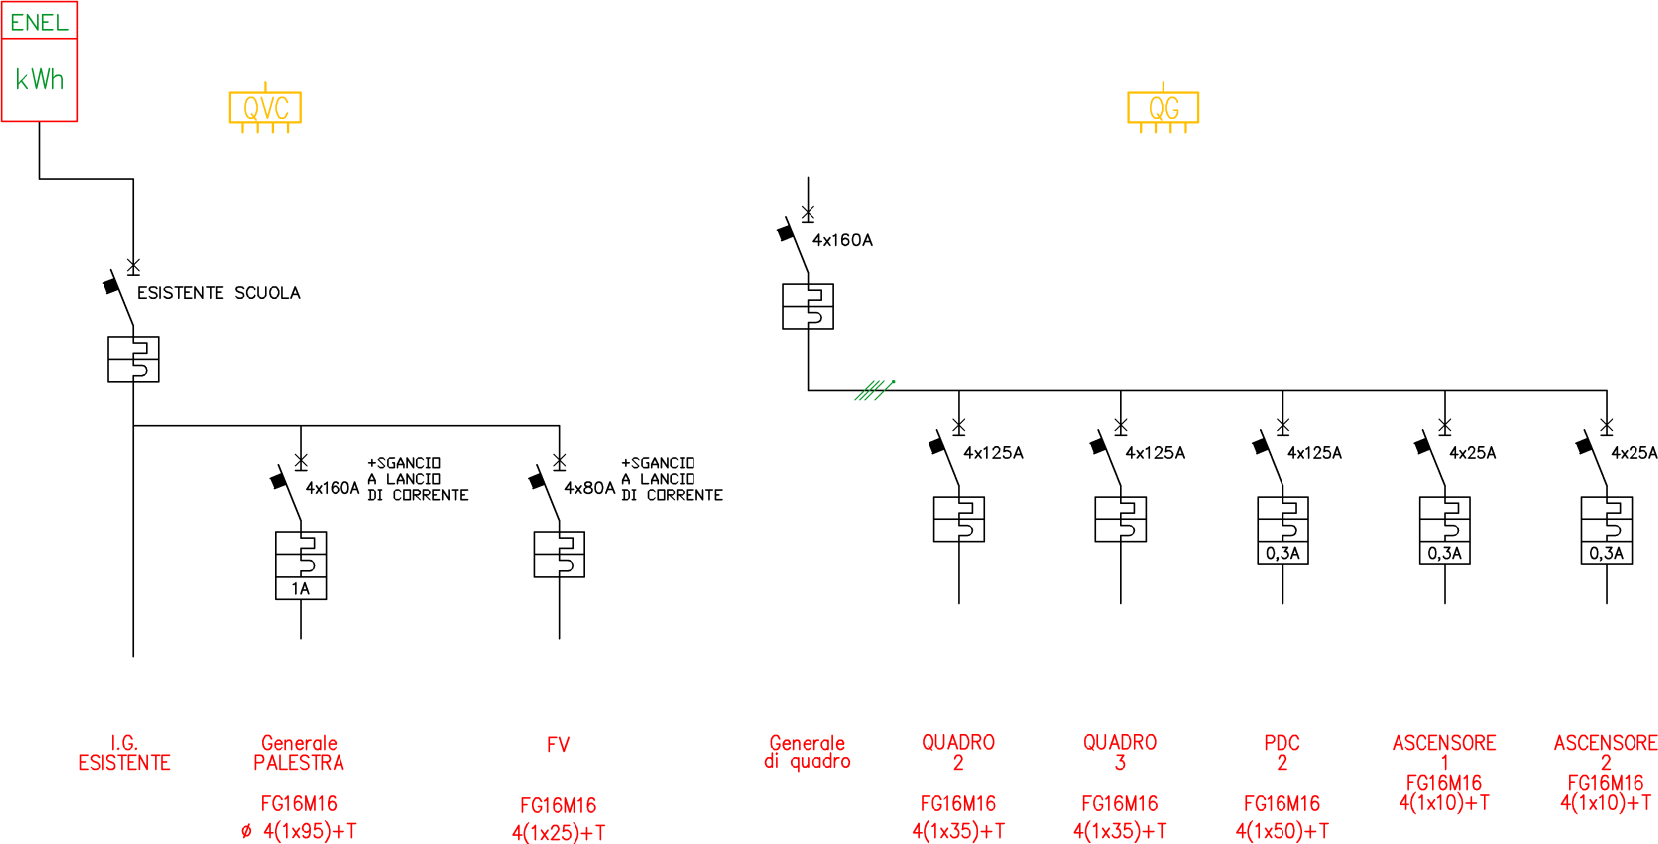 ENEL
kWh
QVC
QG
4x160A
ESISTENTE SCUOLA
4x160A
+SGANCIO
A LANCIO
DI CORRENTE
4x80A
+SGANCIO
A LANCIO
DI CORRENTE
4x125A
4x125A
4x125A
4x25A
4x25A
1A
0,3A
0,3A
0,3A
I.G.
ESISTENTE
Generale
PALESTRA
FG16M16
ø 4(1x95)+T
FV
FG16M16
4(1x25)+T
Generale
di quadro
QUADRO
2
FG16M16
4(1x35)+T
QUADRO
3
FG16M16
4(1x35)+T
PDC
2
FG16M16
4(1x50)+T
ASCENSORE
1
FG16M16
4(1x10)+T
ASCENSORE
2
FG16M16
4(1x10)+T